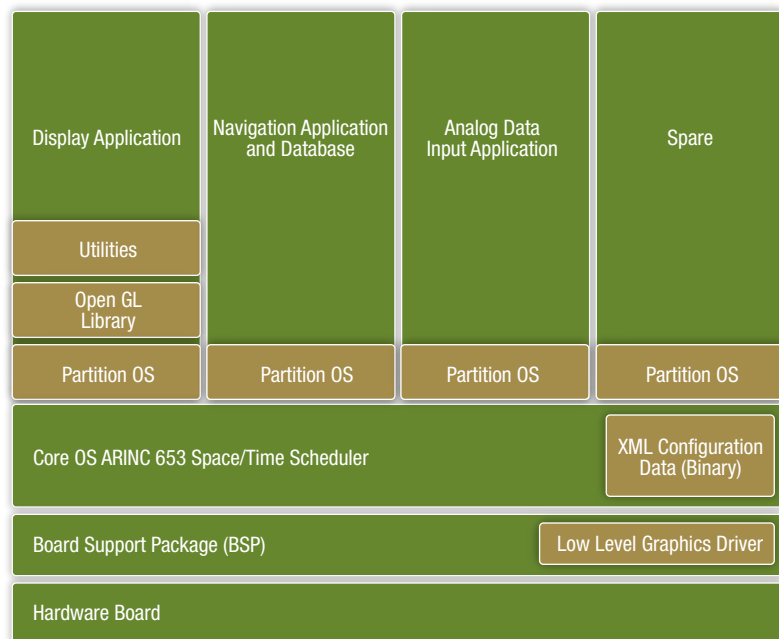 Display Application
Navigation Application
and Database
Analog Data
Input Application
Spare
Utilities
Open GL
Library
Partition OS
Partition OS
Partition OS
Partition OS
Core OS ARINC 653 Space/Time Scheduler
XML Configuration
Data (Binary)
Board Support Package (BSP)
Low Level Graphics Driver
Hardware Board